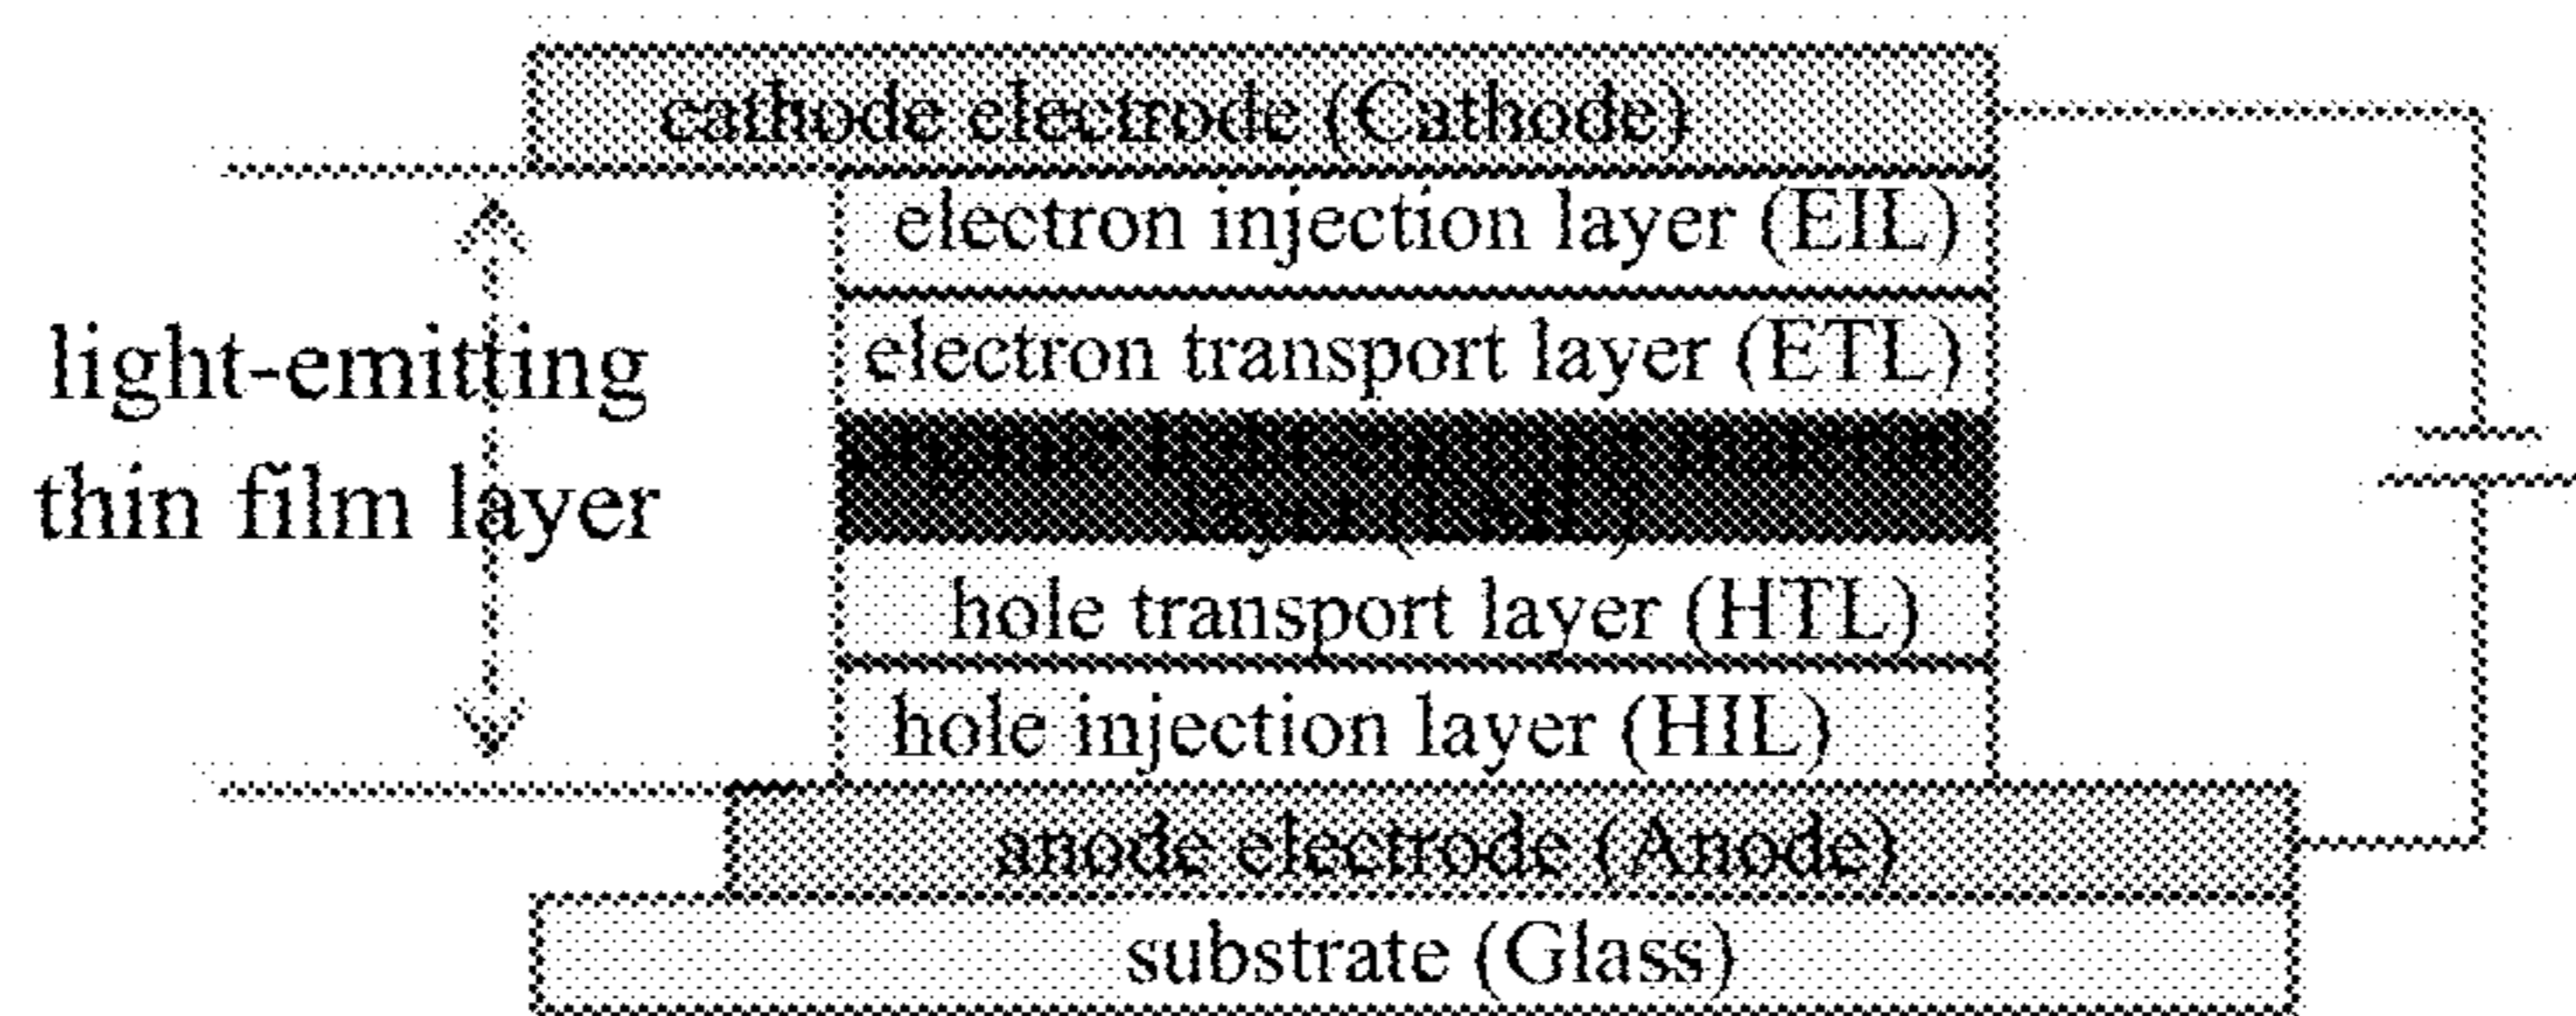 cathode electrode (Cathode)
electron injection layer (EIL)
electron transport layer (ETL)
light-emitting
thin film layer
layer
hole transport layer (HTL)
hole injection layer (HIL)
anode electrode (Anode)
substrate (Glass)